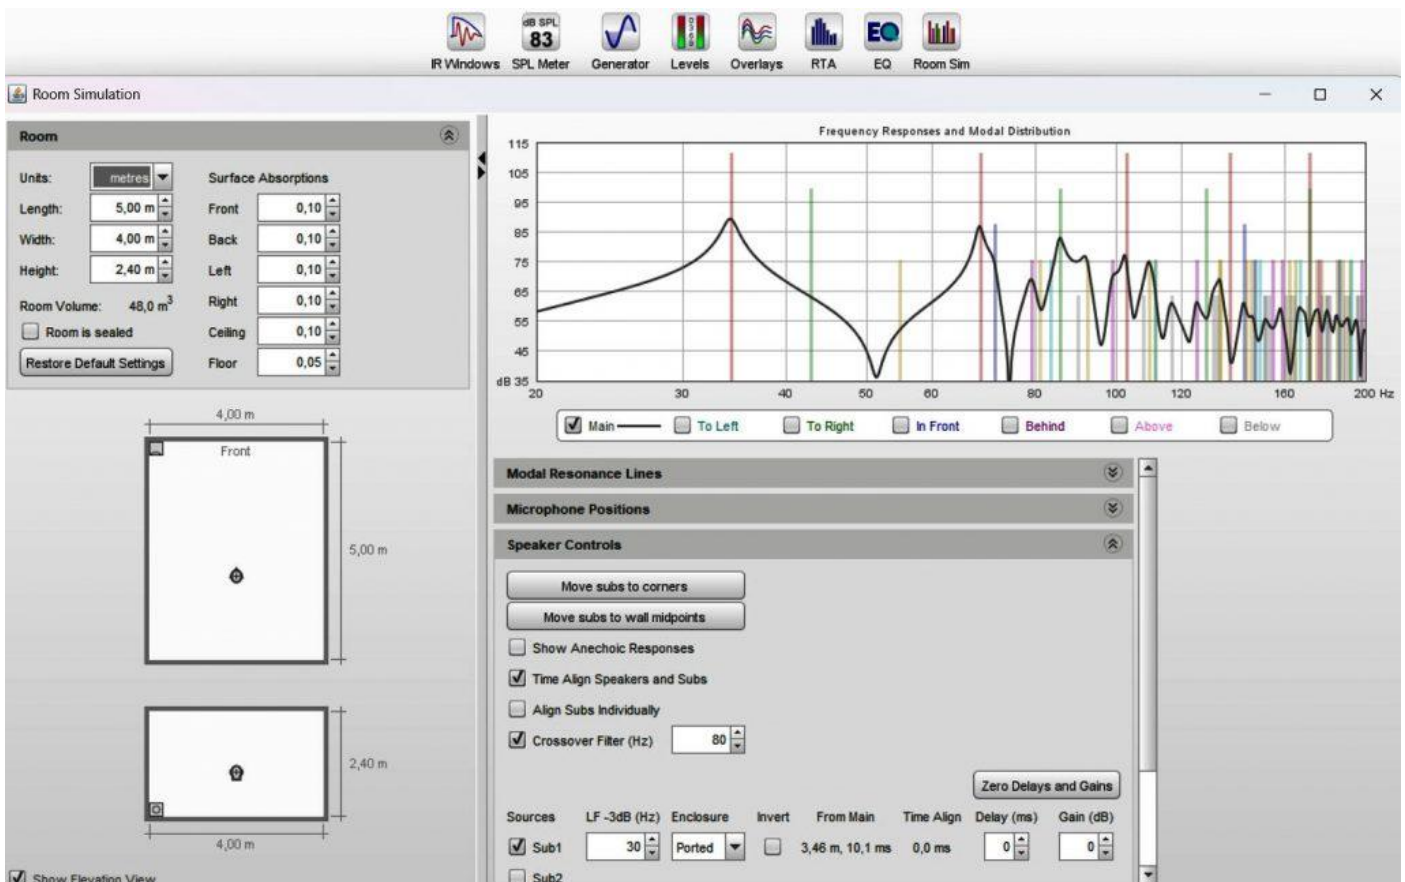 dB SPL
83
IR Windows SPL Meter Generator Levels Overlays RTA EQ Room Sim
EQ
Room Simulation
Room
Units: metres Surface Absorptions
Length: 5,00 m Front 0,10
Width: 4,00 m Back 0,10
Height: 2,40 m Left 0,10
Room Volume: 48,0 m3 Right 0,10
Room is sealed Ceiling 0,10
Restore Default Settings Floor 0,05
4,00 m
Front
5,00 m
2,40 m
4,00 m
Show Elevation View
Frequency Responses and Modal Distribution
115
105
95
85
75
65
55
45
dB 35
20 30 40 50 60 80 100 120 160 200 Hz
Main To Left To Right In Front Behind Above Below
Modal Resonance Lines
Microphone Positions
Speaker Controls
Move subs to corners
Move subs to wall midpoints
Show Anechoic Responses
Time Align Speakers and Subs
Align Subs Individually
Crossover Filter (Hz) 80
Zero Delays and Gains
Sources LF -3dB (Hz) Enclosure Invert From Main Time Align Delay (ms) Gain (dB)
Sub1 30 Ported 3,46 m, 10,1 ms 0,0 ms 0 0
Sub2